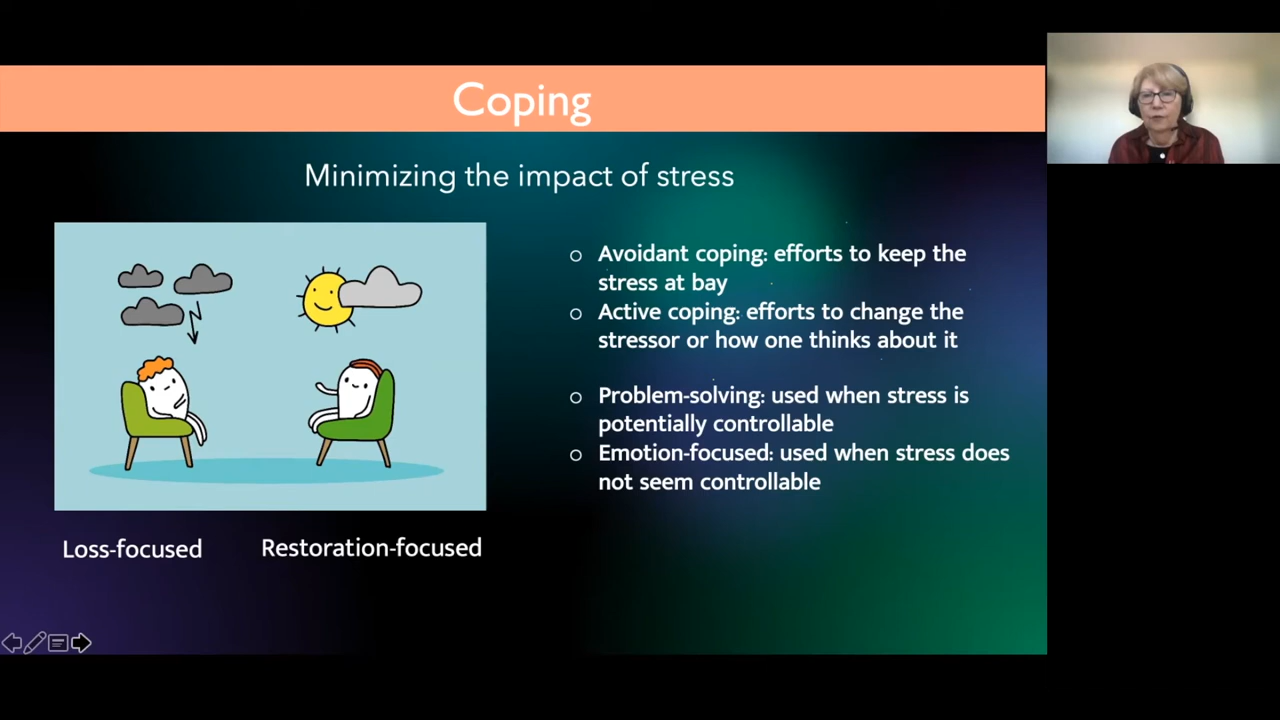 Coping
Minimizing the impact of stress
Loss-focused
Restoration-focused
○ Avoidant coping: efforts to keep the
stress at bay
○ Active coping: efforts to change the
stressor or how one thinks about it
○ Problem-solving: used when stress is
potentially controllable
○ Emotion-focused: used when stress does
not seem controllable